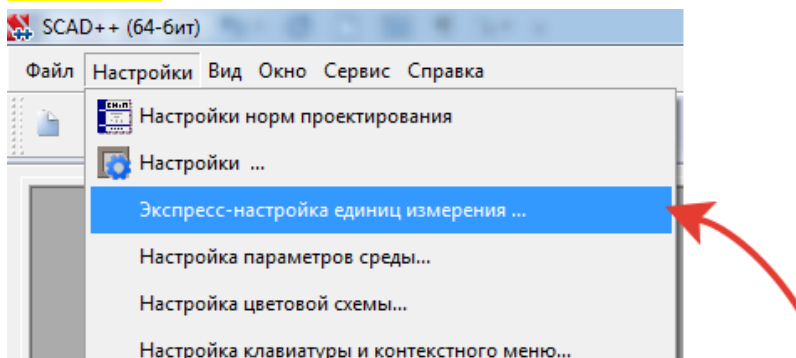 SCAD++ (64-бит)
Файл Настройки Вид Окно Сервис Справка
СНиП
Настройки норм проектирования
Настройки ...
Экспресс-настройка единиц измерения ...
Настройка параметров среды...
Настройка цветовой схемы...
Настройка клавиатуры и контекстного меню...